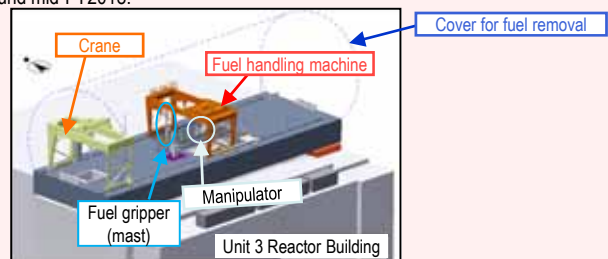 Cover for fuel removal
Crane
Fuel handling machine
Manipulator
Fuel gripper
(mast)
Unit 3 Reactor Building